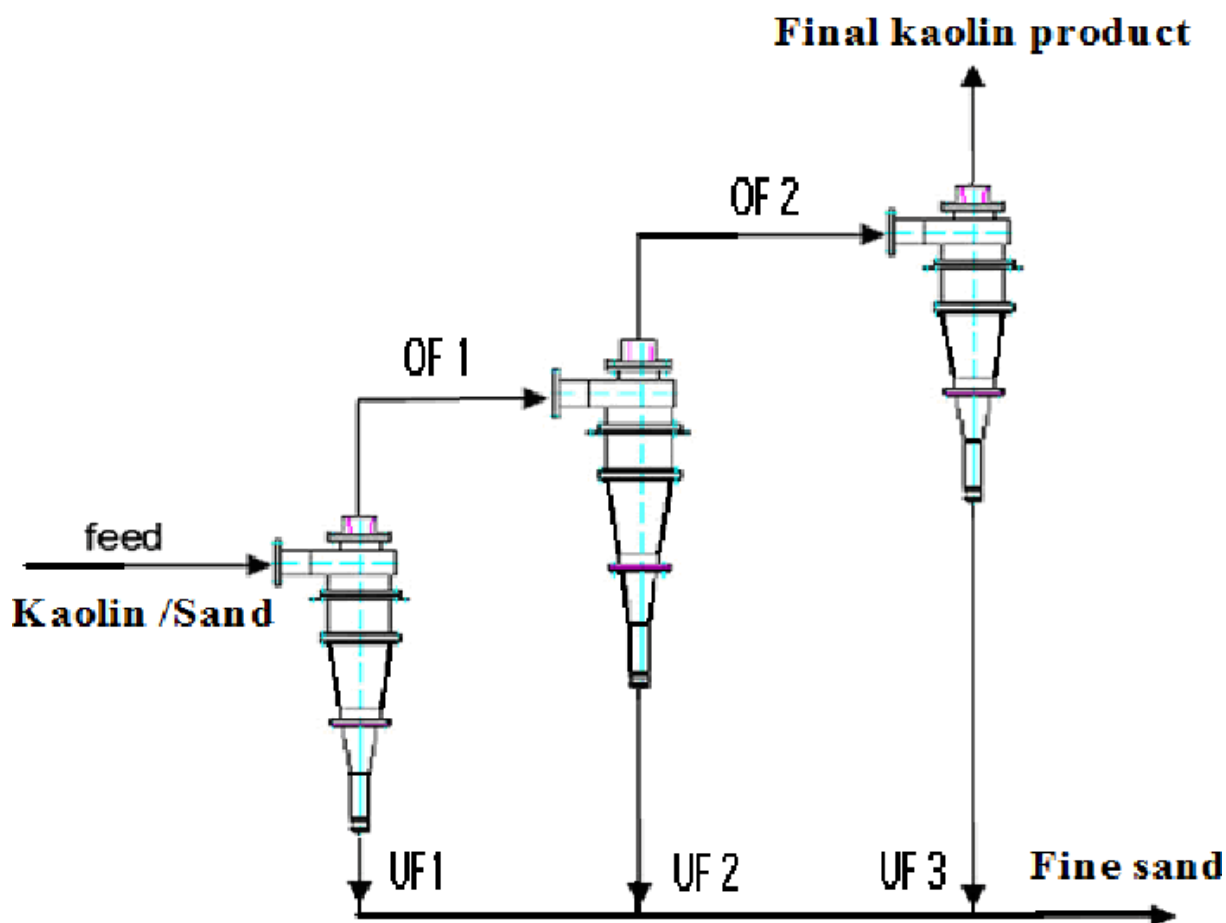 Final kaolin product
OF 2
OF 1
feed
Kaolin /Sand
UF1
UF 2
UF 3
Fine sand